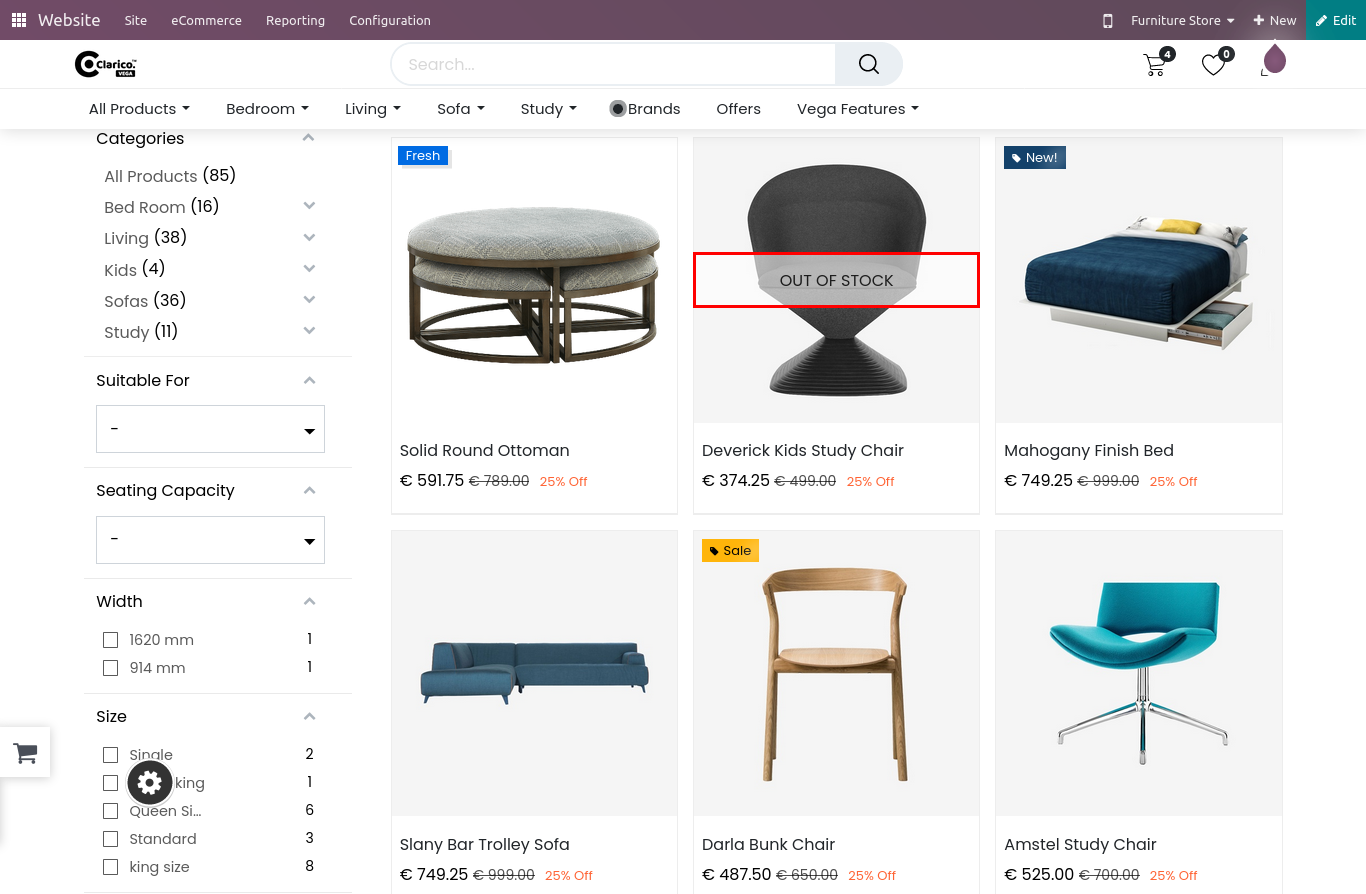 Website Site eCommerce Reporting Configuration Furniture Store New Edit
Clarico VEGA Search... 4 0
All Products Bedroom Living Sofa Study Brands Offers Vega Features
Categories
All Products (85)
Bed Room (16)
Living (38)
Kids (4)
Sofas (36)
Study (11)
Suitable For
-
Seating Capacity
-
Width
1620 mm 1
914 mm 1
Size
Single 2
king 1
Queen Si... 6
Standard 3
king size 8
Fresh
Solid Round Ottoman
€ 591.75 € 789.00 25% Off
OUT OF STOCK
Deverick Kids Study Chair
€ 374.25 € 499.00 25% Off
New!
Mahogany Finish Bed
€ 749.25 € 999.00 25% Off
Slany Bar Trolley Sofa
€ 749.25 € 999.00 25% Off
Sale
Darla Bunk Chair
€ 487.50 € 650.00 25% Off
Amstel Study Chair
€ 525.00 € 700.00 25% Off